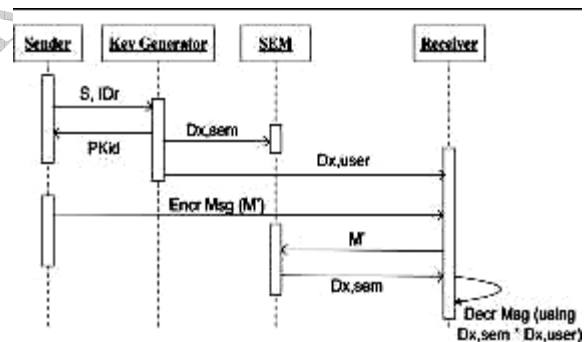 Sender Key Generator SEM Receiver
S, IDr
PKid
Dx,sem
Dx,user
Encr Msg (M')
M'
Dx,sem
Decr Msg (using
Dx,sem * Dx,user)